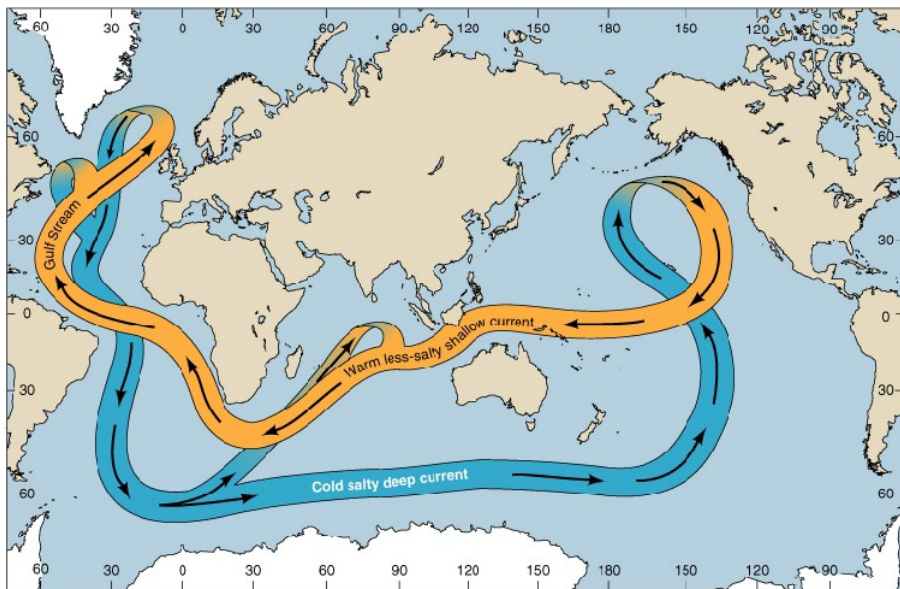 60 30 0 30 60 90 120 150 180 150 120 90
60 60
Gulf Stream
30 30
0 0
Warm less-salty shallow current
30 30
Cold salty deep current
60 60
60 30 0 30 60 90 120 150 180 150 120 90